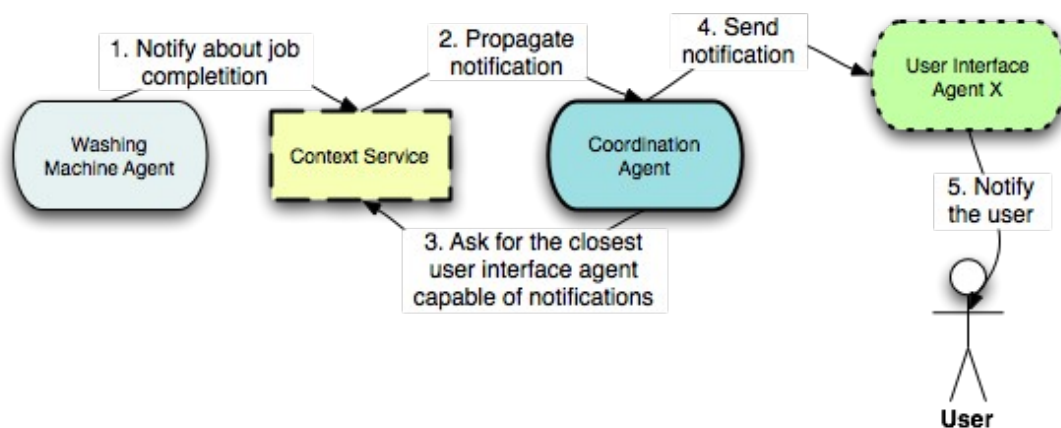 1. Notify about job
completition
2. Propagate
notification
4. Send
notification
User Interface
Agent X
Washing
Machine Agent
Context Service
Coordination
Agent
5. Notify
the user
3. Ask for the closest
user interface agent
capable of notifications
User